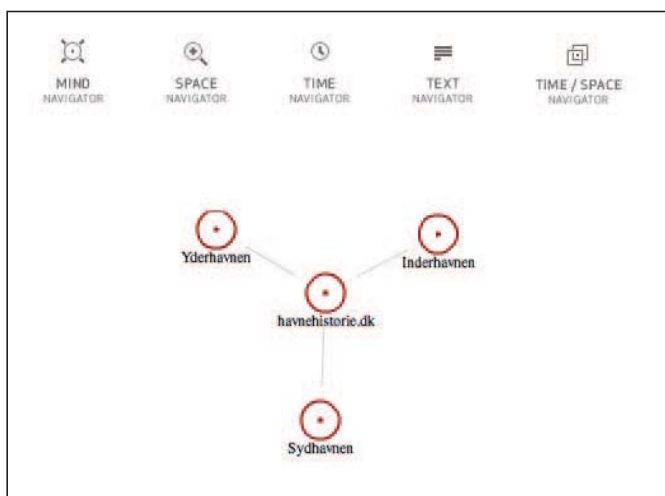 MIND
NAVIGATOR
SPACE
NAVIGATOR
TIME
NAVIGATOR
TEXT
NAVIGATOR
TIME / SPACE
NAVIGATOR
Yderhavnen
Inderhavnen
havnehistorie.dk
Sydhavnen